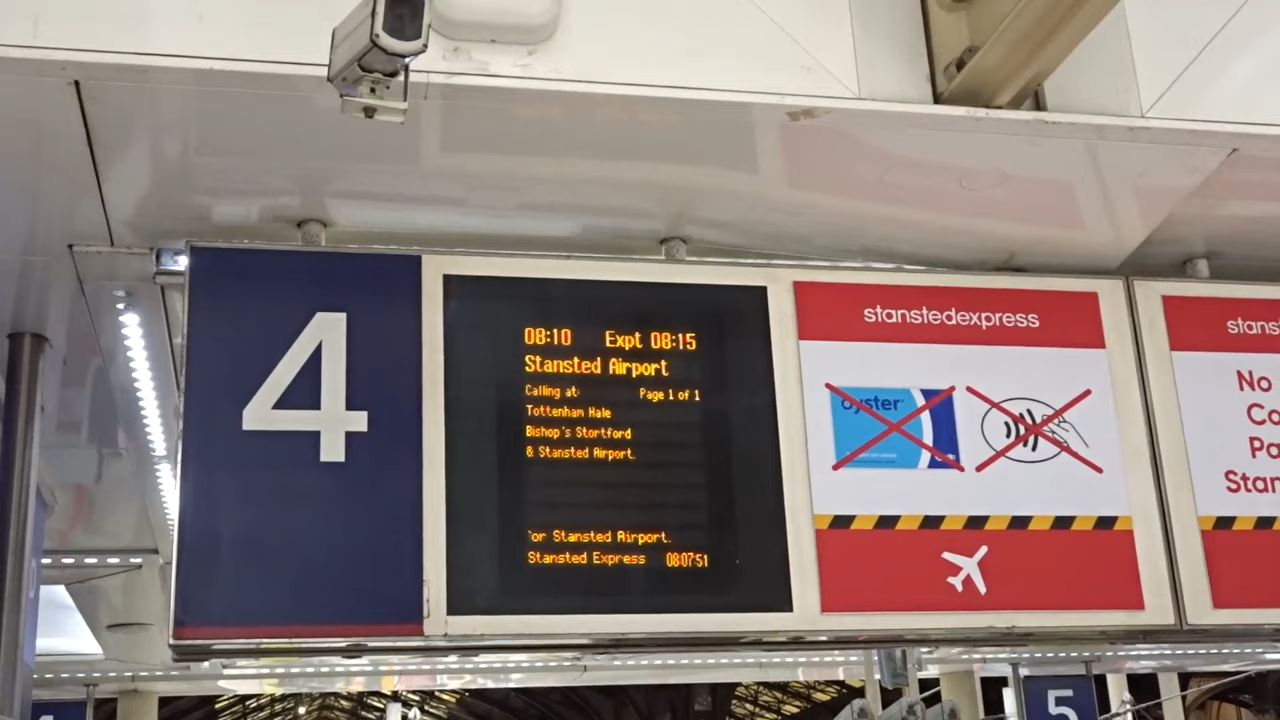 4
08:10 Expt 08:15
Stansted Airport
Calling at: Page 1 of 1
Tottenham Hale
Bishop's Stortford
& Stansted Airport.
'or Stansted Airport.
Stansted Express 08:07:51
stanstedexpress
oyster
stans
No
Co
Pa
Stan
5